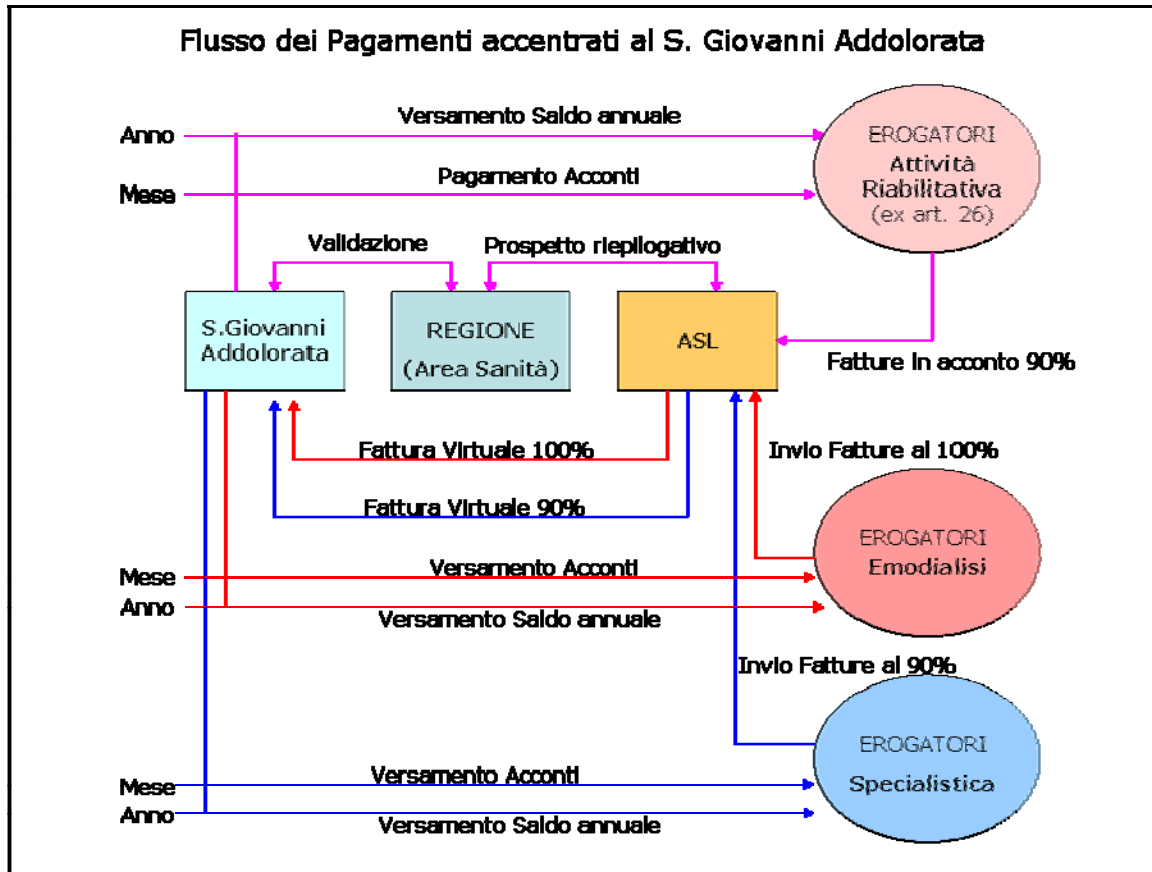 Flusso dei Pagamenti accentrati al S. Giovanni Addolorata
Versamento Saldo annuale
Anno
EROGATORI
Attività
Riabilitativa
(ex art. 26)
Pagamento Acconti
Mese
Validazione
Prospetto riepilogativo
S.Giovanni
Addolorata
REGIONE
(Area Sanità)
ASL
Fatture in acconto 90%
Fattura Virtuale 100%
Invio Fatture al 100%
Fattura Virtuale 90%
EROGATORI
Emodialisi
Mese
Versamento Acconti
Anno
Versamento Saldo annuale
Invio Fatture al 90%
EROGATORI
Specialistica
Mese
Versamento Acconti
Anno
Versamento Saldo annuale